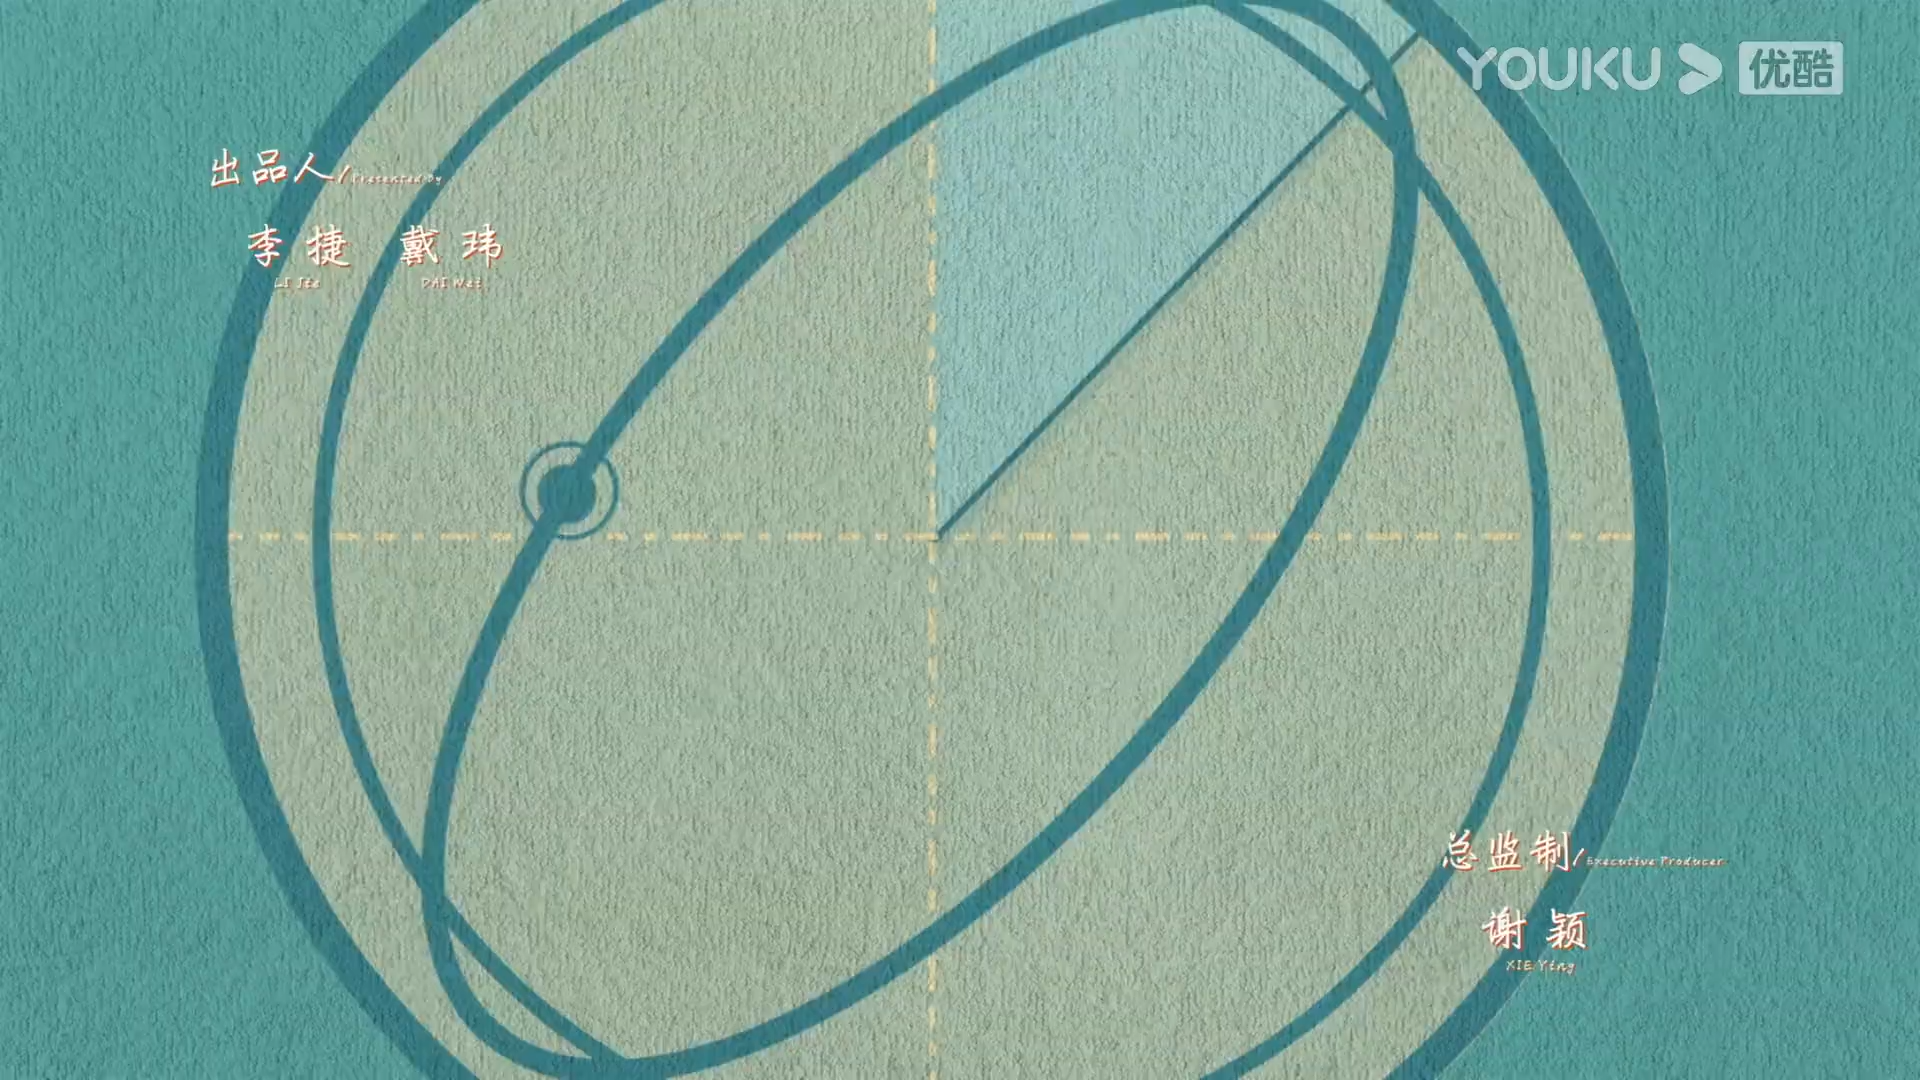 YOUKU 优酷
出品人/Presented by
李捷 戴玮
LI Jie DAI Wei
总监制/Executive Producer
谢颖
XIE Ying